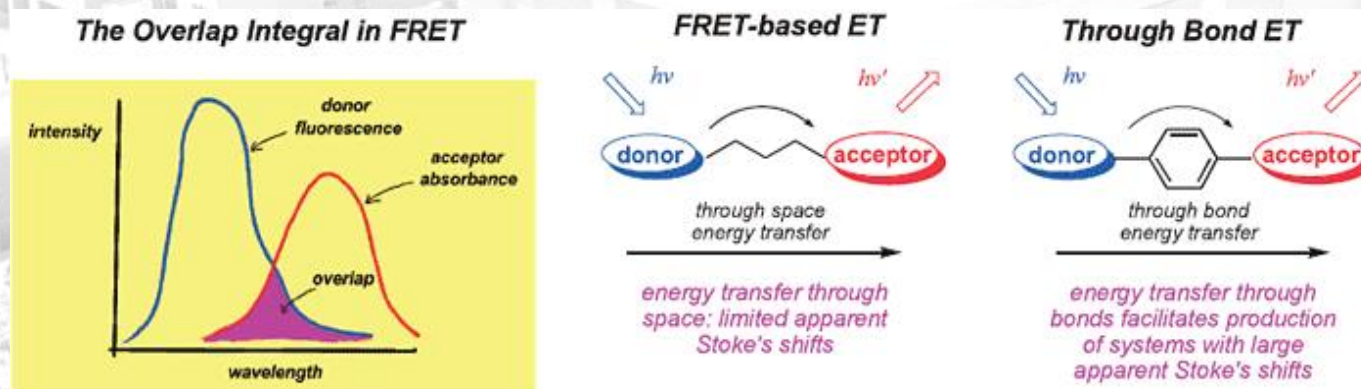 The Overlap Integral in FRET
intensity
donor
fluorescence
acceptor
absorbance
overlap
wavelength
FRET-based ET
hν
hν'
donor
acceptor
through space
energy transfer
energy transfer through
space: limited apparent
Stoke's shifts
Through Bond ET
hν
hν'
donor
acceptor
through bond
energy transfer
energy transfer through
bonds facilitates production
of systems with large
apparent Stoke's shifts